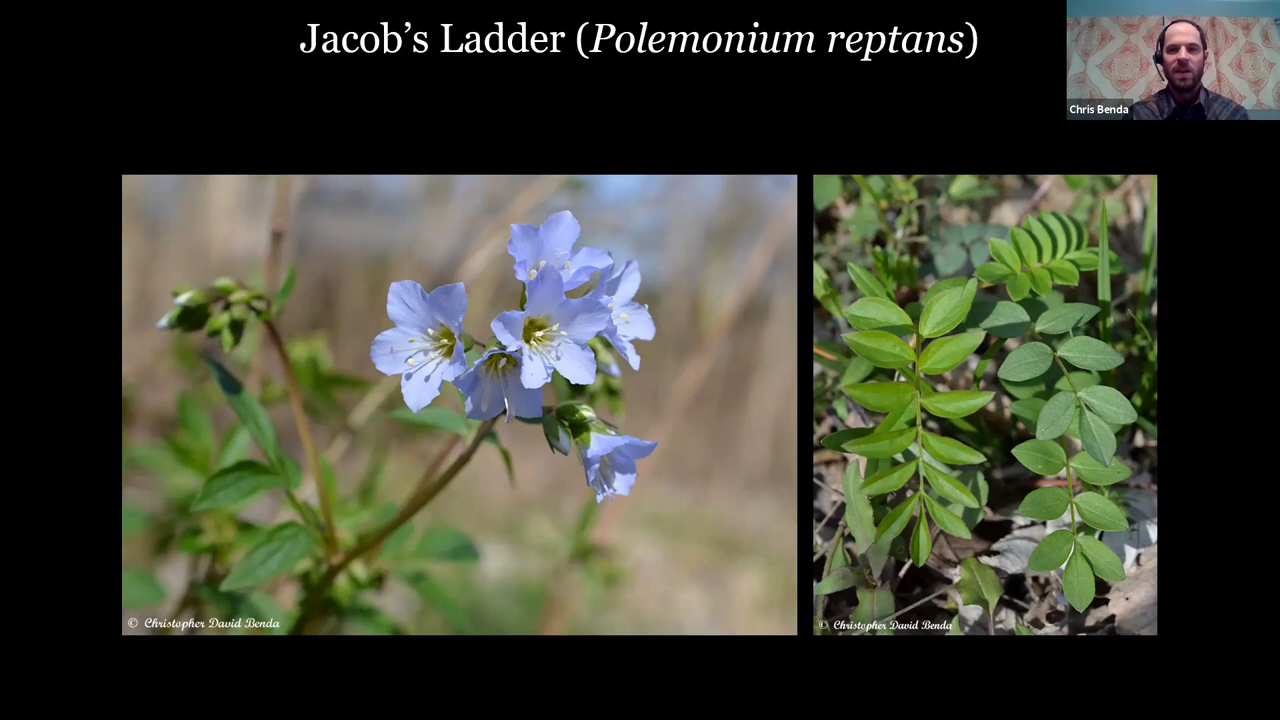 Jacob’s Ladder (Polemonium reptans)
Chris Benda
© Christopher David Benda
© Christopher David Benda